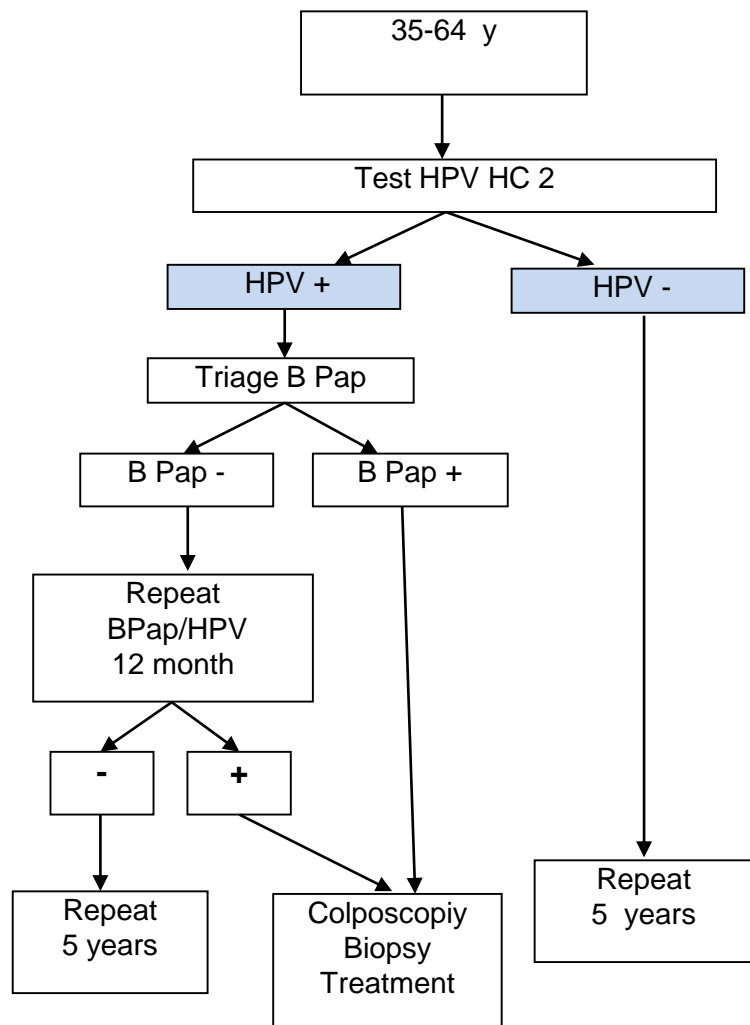 35-64 y
Test HPV HC 2
HPV +
HPV -
Triage B Pap
B Pap -
B Pap +
Repeat
BPap/HPV
12 month
-
+
Repeat
5 years
Colposcopiy
Biopsy
Treatment
Repeat
5 years